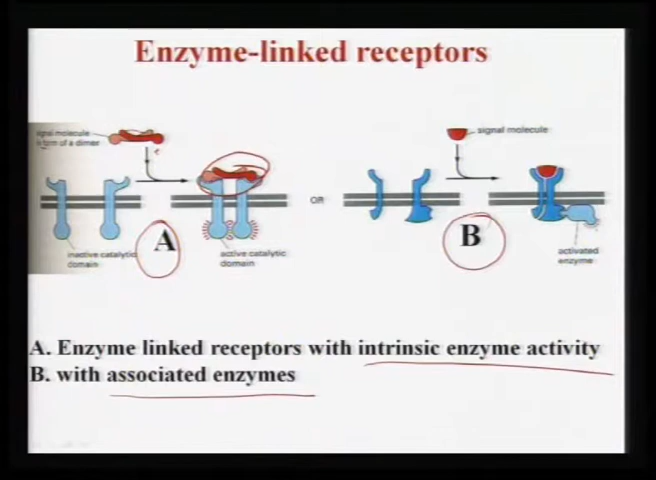 Enzyme-linked receptors
signal molecule
signal molecule
in form of a dimer
OR
A
B
inactive catalytic
domain
active catalytic
domain
activated
enzyme
A. Enzyme linked receptors with intrinsic enzyme activity
B. with associated enzymes